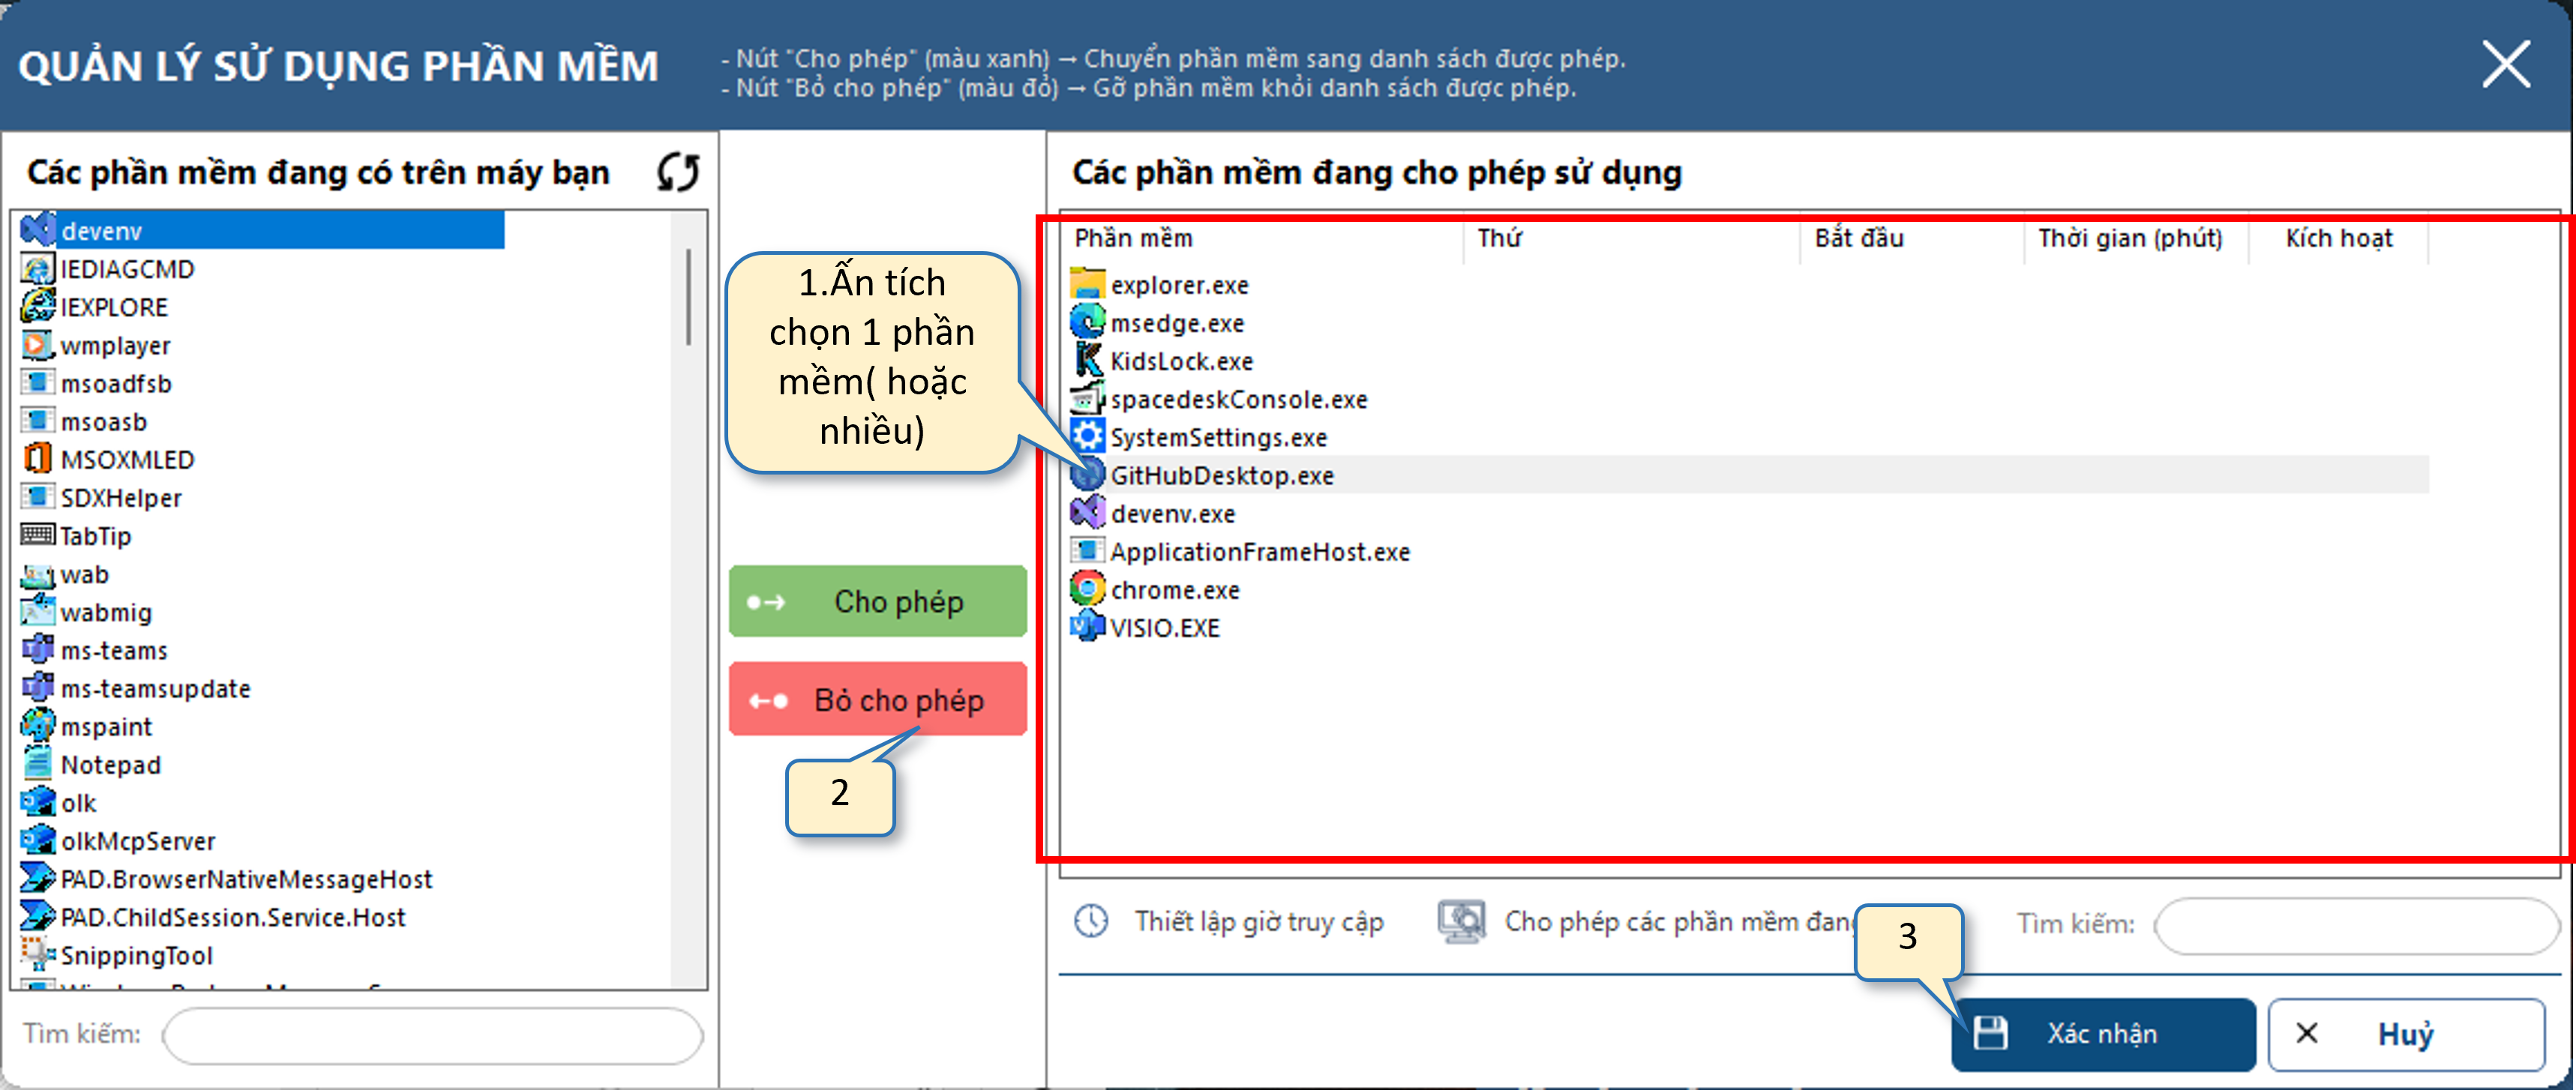 QUẢN LÝ SỬ DỤNG PHẦN MỀM
- Nút "Cho phép" (màu xanh) → Chuyển phần mềm sang danh sách được phép.
- Nút "Bỏ cho phép" (màu đỏ) → Gỡ phần mềm khỏi danh sách được phép.
Các phần mềm đang có trên máy bạn
devenv
IEDIAGCMD
IEXPLORE
wmplayer
msoadfsb
msoasb
MSOXMLED
SDXHelper
TabTip
wab
wabmig
ms-teams
ms-teamsupdate
mspaint
Notepad
olk
olkMcpServer
PAD.BrowserNativeMessageHost
PAD.ChildSession.Service.Host
SnippingTool
Tìm kiếm:
1.Ấn tích
chọn 1 phần
mềm( hoặc
nhiều)
Cho phép
Bỏ cho phép
2
Các phần mềm đang cho phép sử dụng
Phần mềm Thứ Bắt đầu Thời gian (phút) Kích hoạt
explorer.exe
msedge.exe
KidsLock.exe
spacedeskConsole.exe
SystemSettings.exe
GitHubDesktop.exe
devenv.exe
ApplicationFrameHost.exe
chrome.exe
VISIO.EXE
Thiết lập giờ truy cập Cho phép các phần mềm đang Tìm kiếm:
3
Xác nhận Huỷ